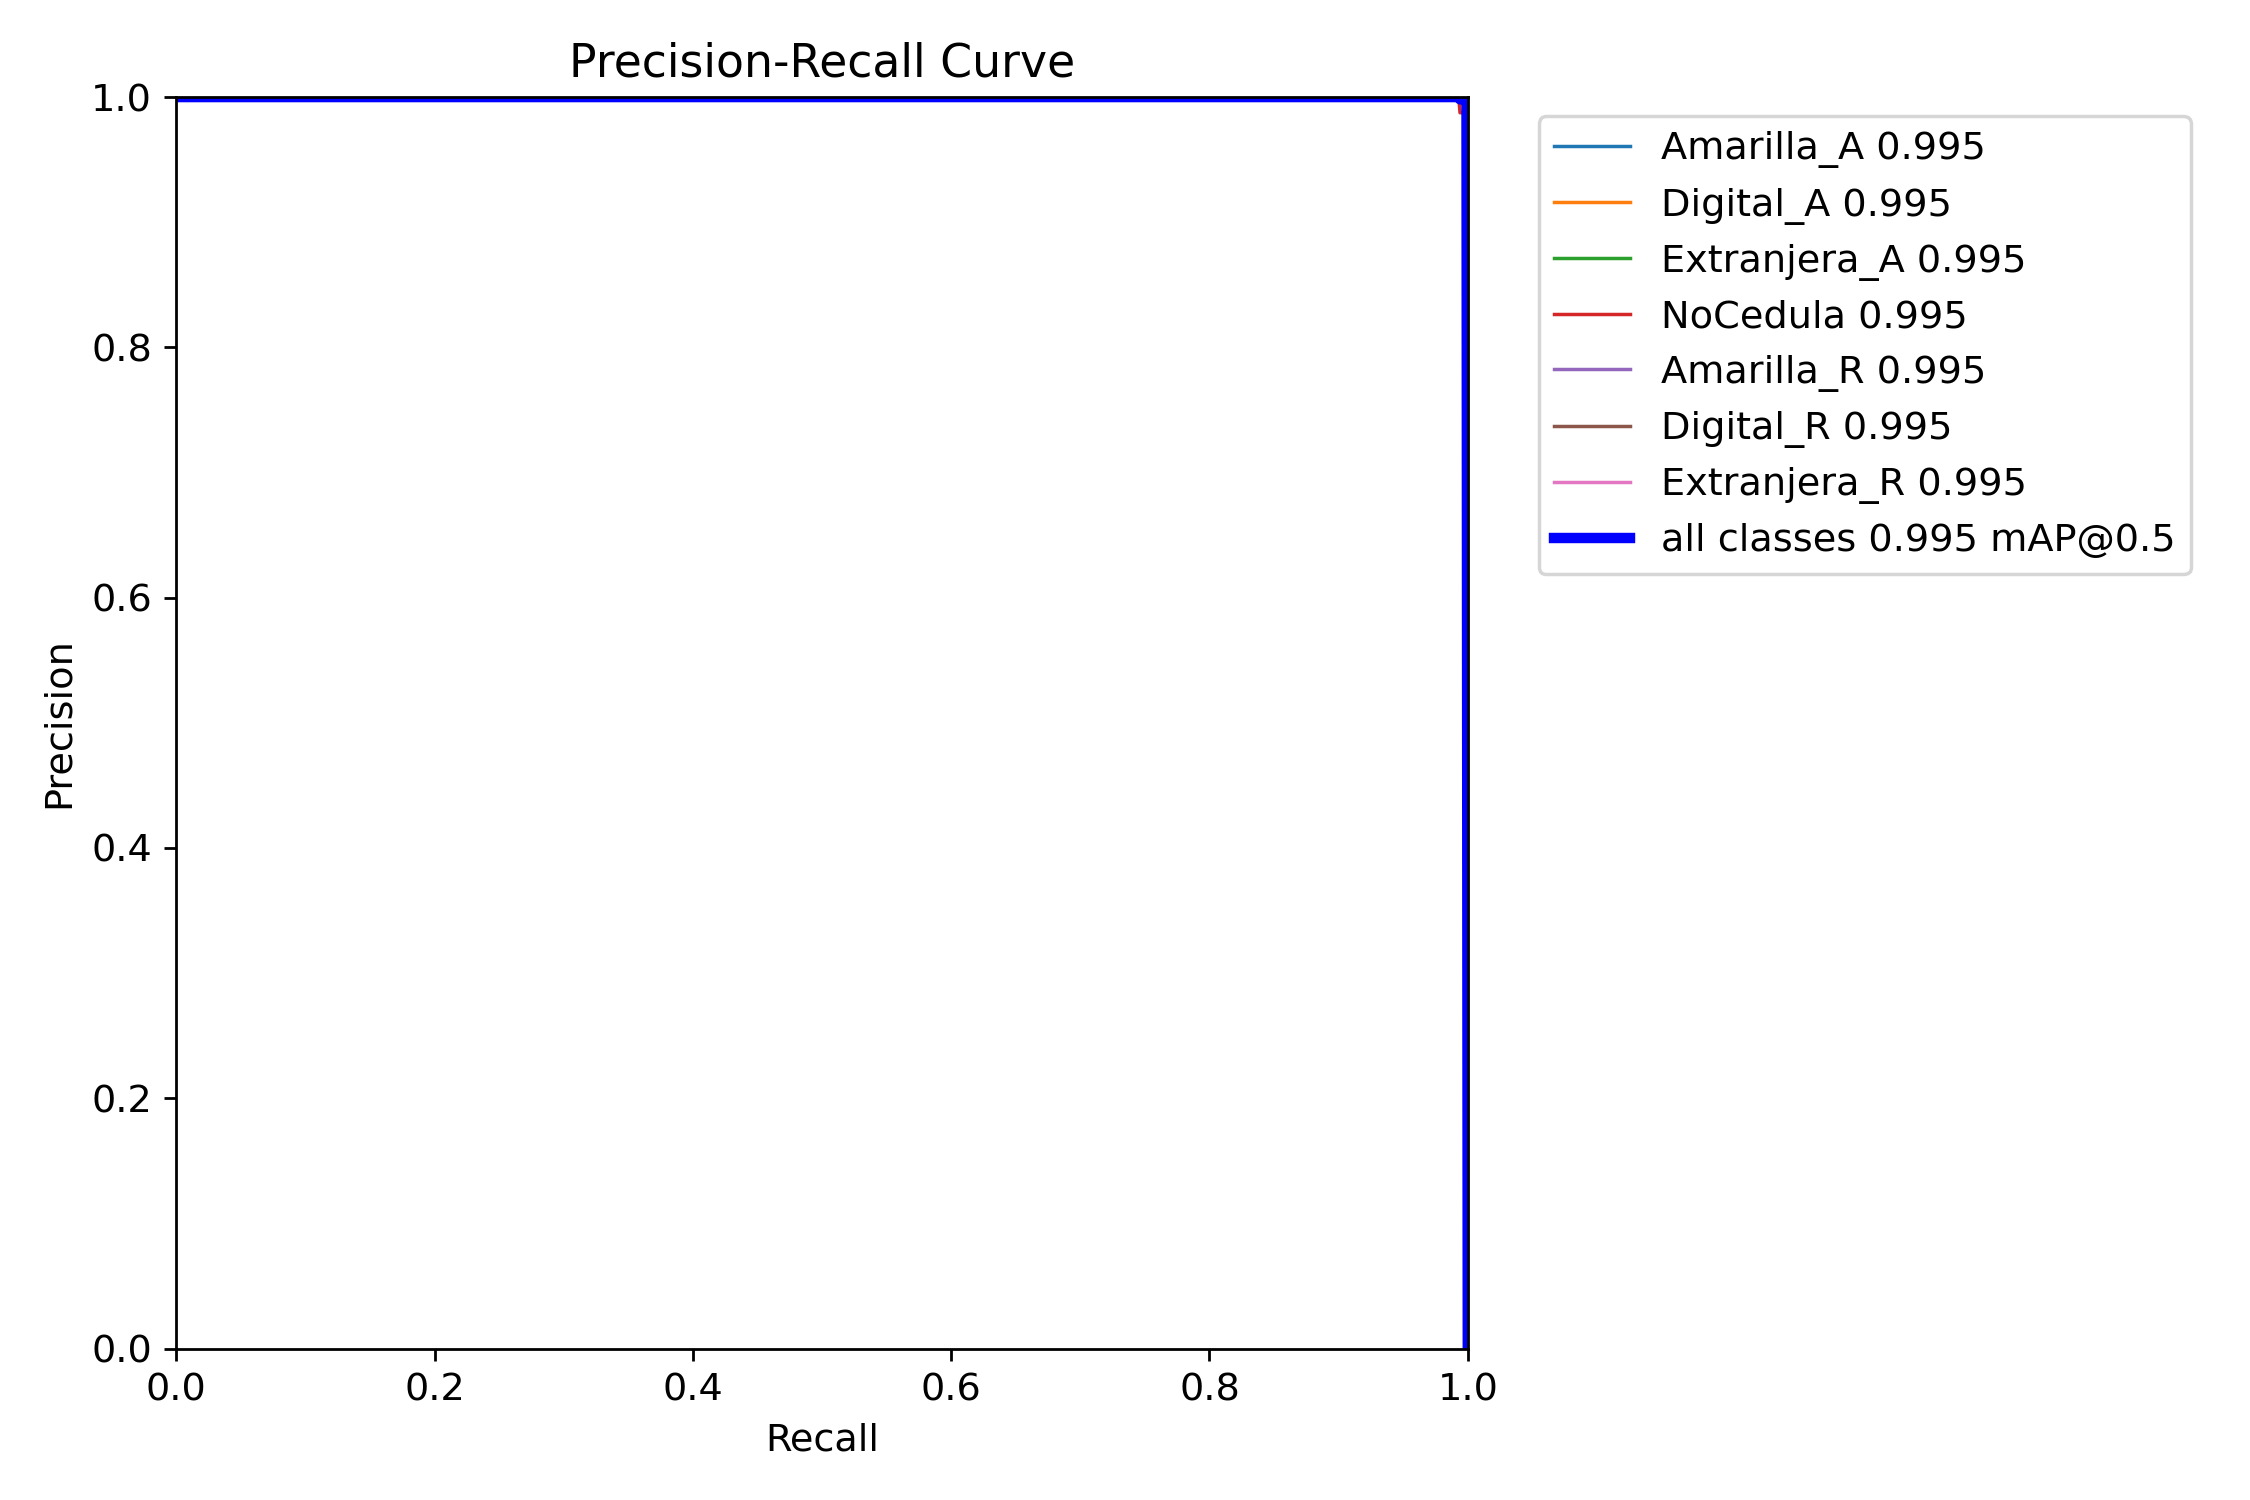 Precision-Recall Curve
1.0
0.8
0.6
0.4
0.2
0.0
Precision
0.0 0.2 0.4 0.6 0.8 1.0
Recall
Amarilla_A 0.995
Digital_A 0.995
Extranjera_A 0.995
NoCedula 0.995
Amarilla_R 0.995
Digital_R 0.995
Extranjera_R 0.995
all classes 0.995 mAP@0.5